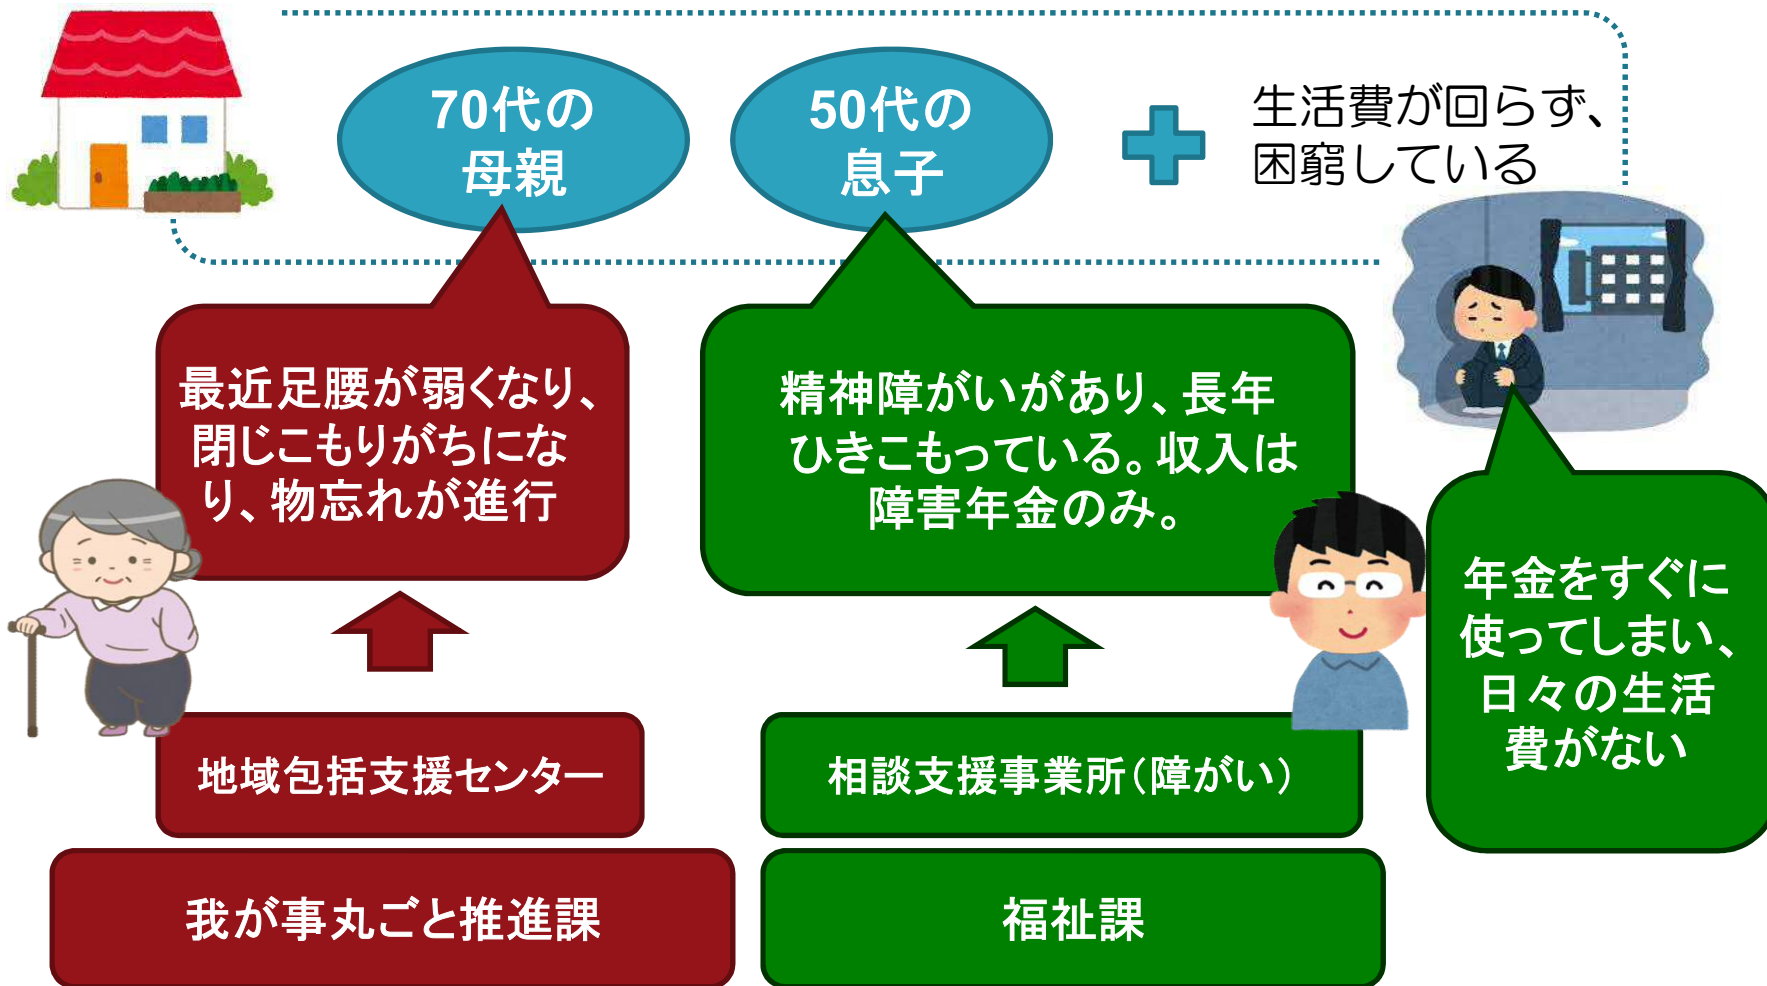 70代の
母親
50代の
息子
生活費が回らず、
困窮している
最近足腰が弱くなり、
閉じこもりがちにな
り、物忘れが進行
精神障がいがあり、長年
ひきこもっている。収入は
障害年金のみ。
年金をすぐに
使ってしまい、
日々の生活
費がない
地域包括支援センター
相談支援事業所(障がい)
我が事丸ごと推進課
福祉課